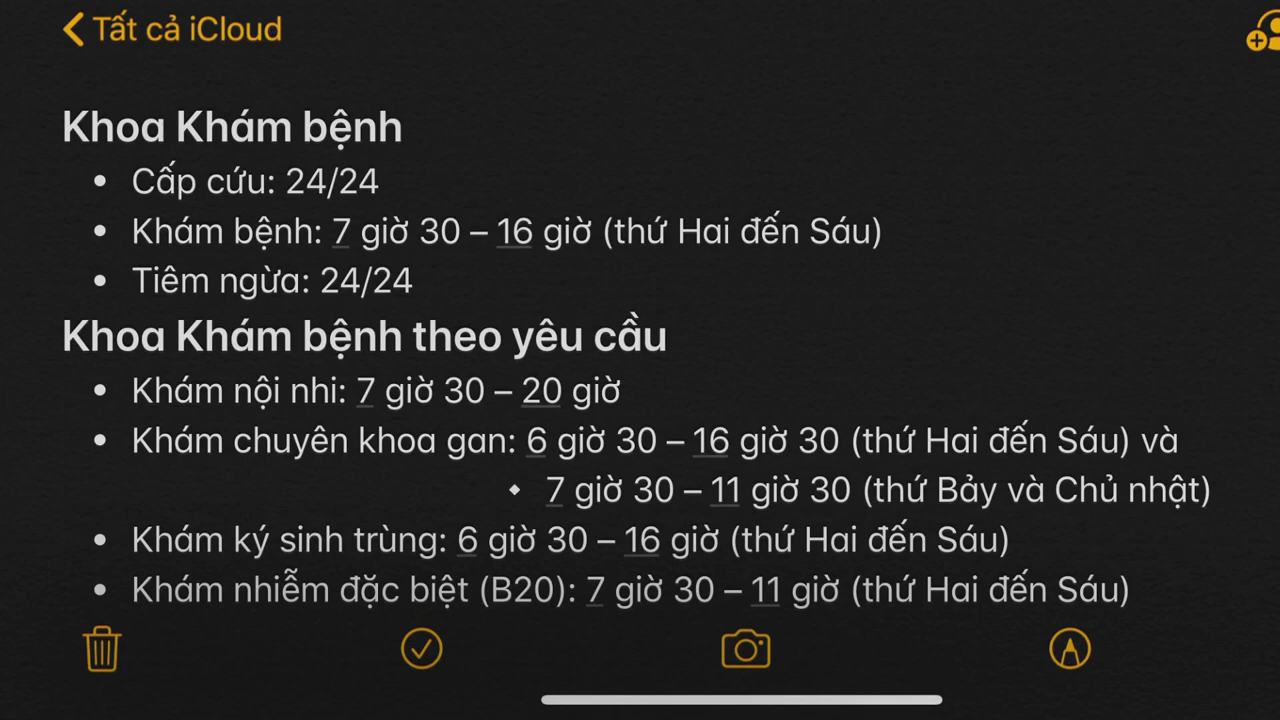 Tất cả iCloud
Khoa Khám bệnh
• Cấp cứu: 24/24
• Khám bệnh: 7 giờ 30 – 16 giờ (thứ Hai đến Sáu)
• Tiêm ngừa: 24/24
Khoa Khám bệnh theo yêu cầu
• Khám nội nhi: 7 giờ 30 – 20 giờ
• Khám chuyên khoa gan: 6 giờ 30 – 16 giờ 30 (thứ Hai đến Sáu) và
◆ 7 giờ 30 – 11 giờ 30 (thứ Bảy và Chủ nhật)
• Khám ký sinh trùng: 6 giờ 30 – 16 giờ (thứ Hai đến Sáu)
• Khám nhiễm đặc biệt (B20): 7 giờ 30 – 11 giờ (thứ Hai đến Sáu)